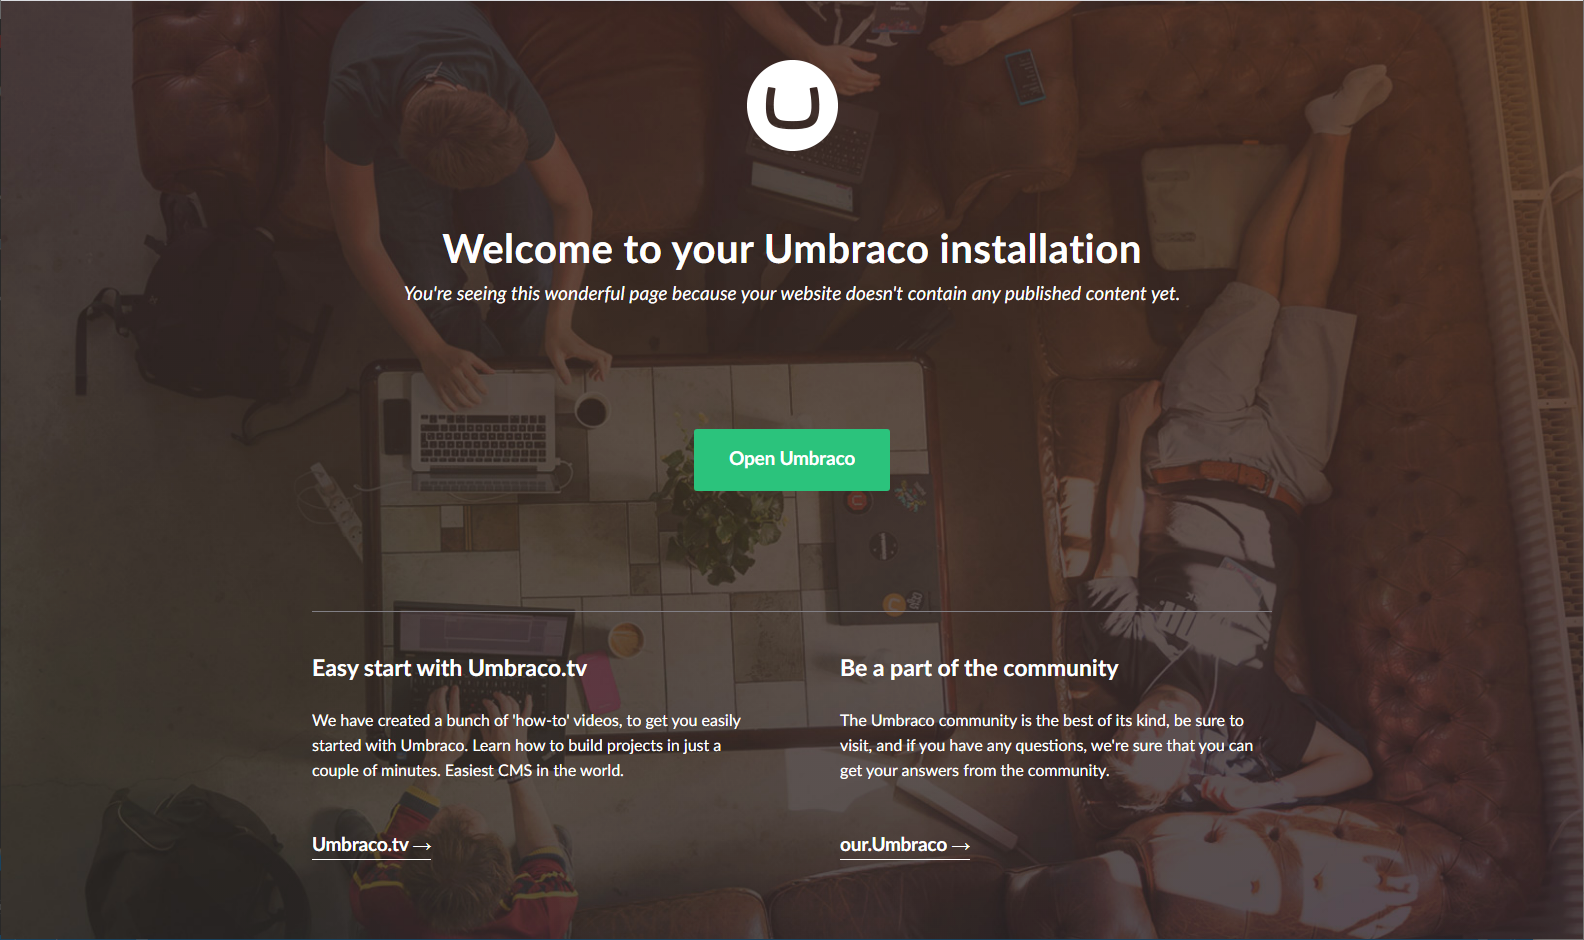 Welcome to your Umbraco installation
You're seeing this wonderful page because your website doesn't contain any published content yet.
Open Umbraco
Easy start with Umbraco.tv
We have created a bunch of 'how-to' videos, to get you easily
started with Umbraco. Learn how to build projects in just a
couple of minutes. Easiest CMS in the world.
Umbraco.tv →
Be a part of the community
The Umbraco community is the best of its kind, be sure to
visit, and if you have any questions, we're sure that you can
get your answers from the community.
our.Umbraco →